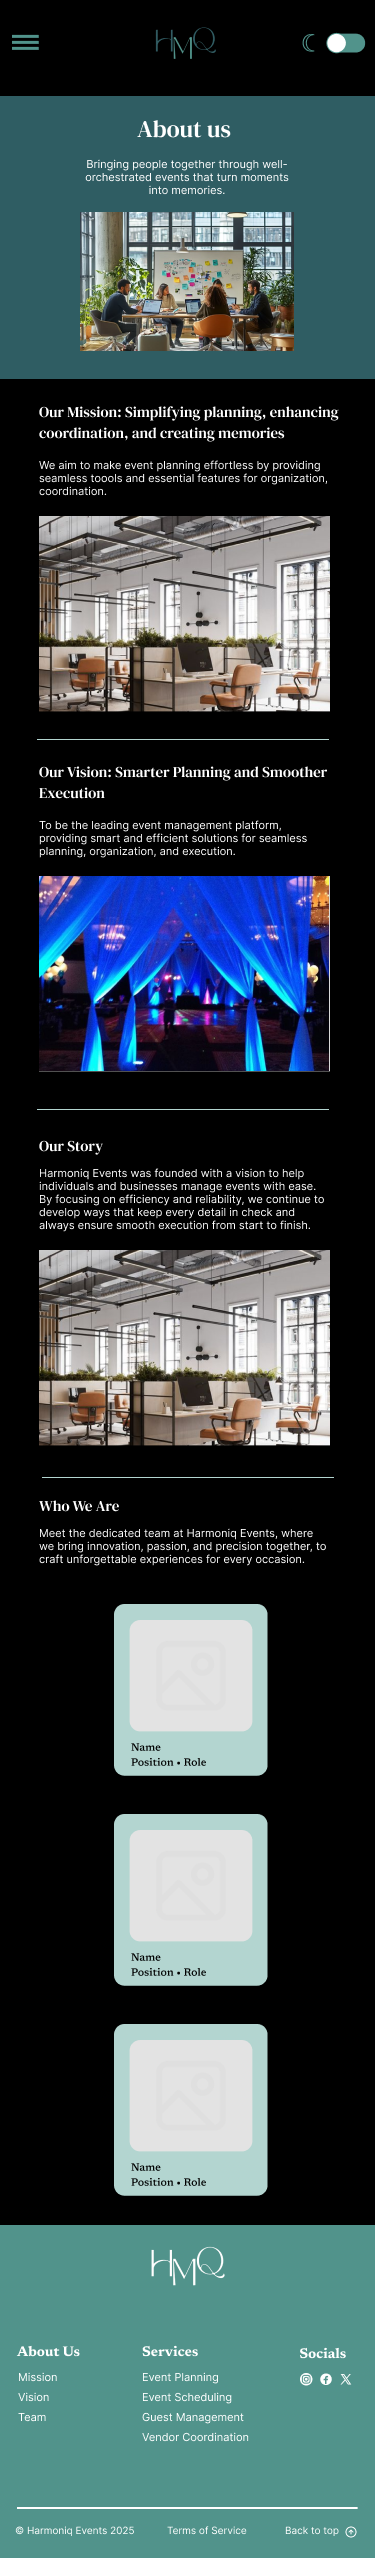 HMQ
About us
Bringing people together through well-
orchestrated events that turn moments
into memories.
Our Mission: Simplifying planning, enhancing
coordination, and creating memories
We aim to make event planning effortless by providing
seamless toools and essential features for organization,
coordination.
Our Vision: Smarter Planning and Smoother
Execution
To be the leading event management platform,
providing smart and efficient solutions for seamless
planning, organization, and execution.
Our Story
Harmoniq Events was founded with a vision to help
individuals and businesses manage events with ease.
By focusing on efficiency and reliability, we continue to
develop ways that keep every detail in check and
always ensure smooth execution from start to finish.
Who We Are
Meet the dedicated team at Harmoniq Events, where
we bring innovation, passion, and precision together, to
craft unforgettable experiences for every occasion.
Name
Position • Role
Name
Position • Role
Name
Position • Role
HMQ
About Us
Mission
Vision
Team
Services
Event Planning
Event Scheduling
Guest Management
Vendor Coordination
Socials
© Harmoniq Events 2025
Terms of Service
Back to top